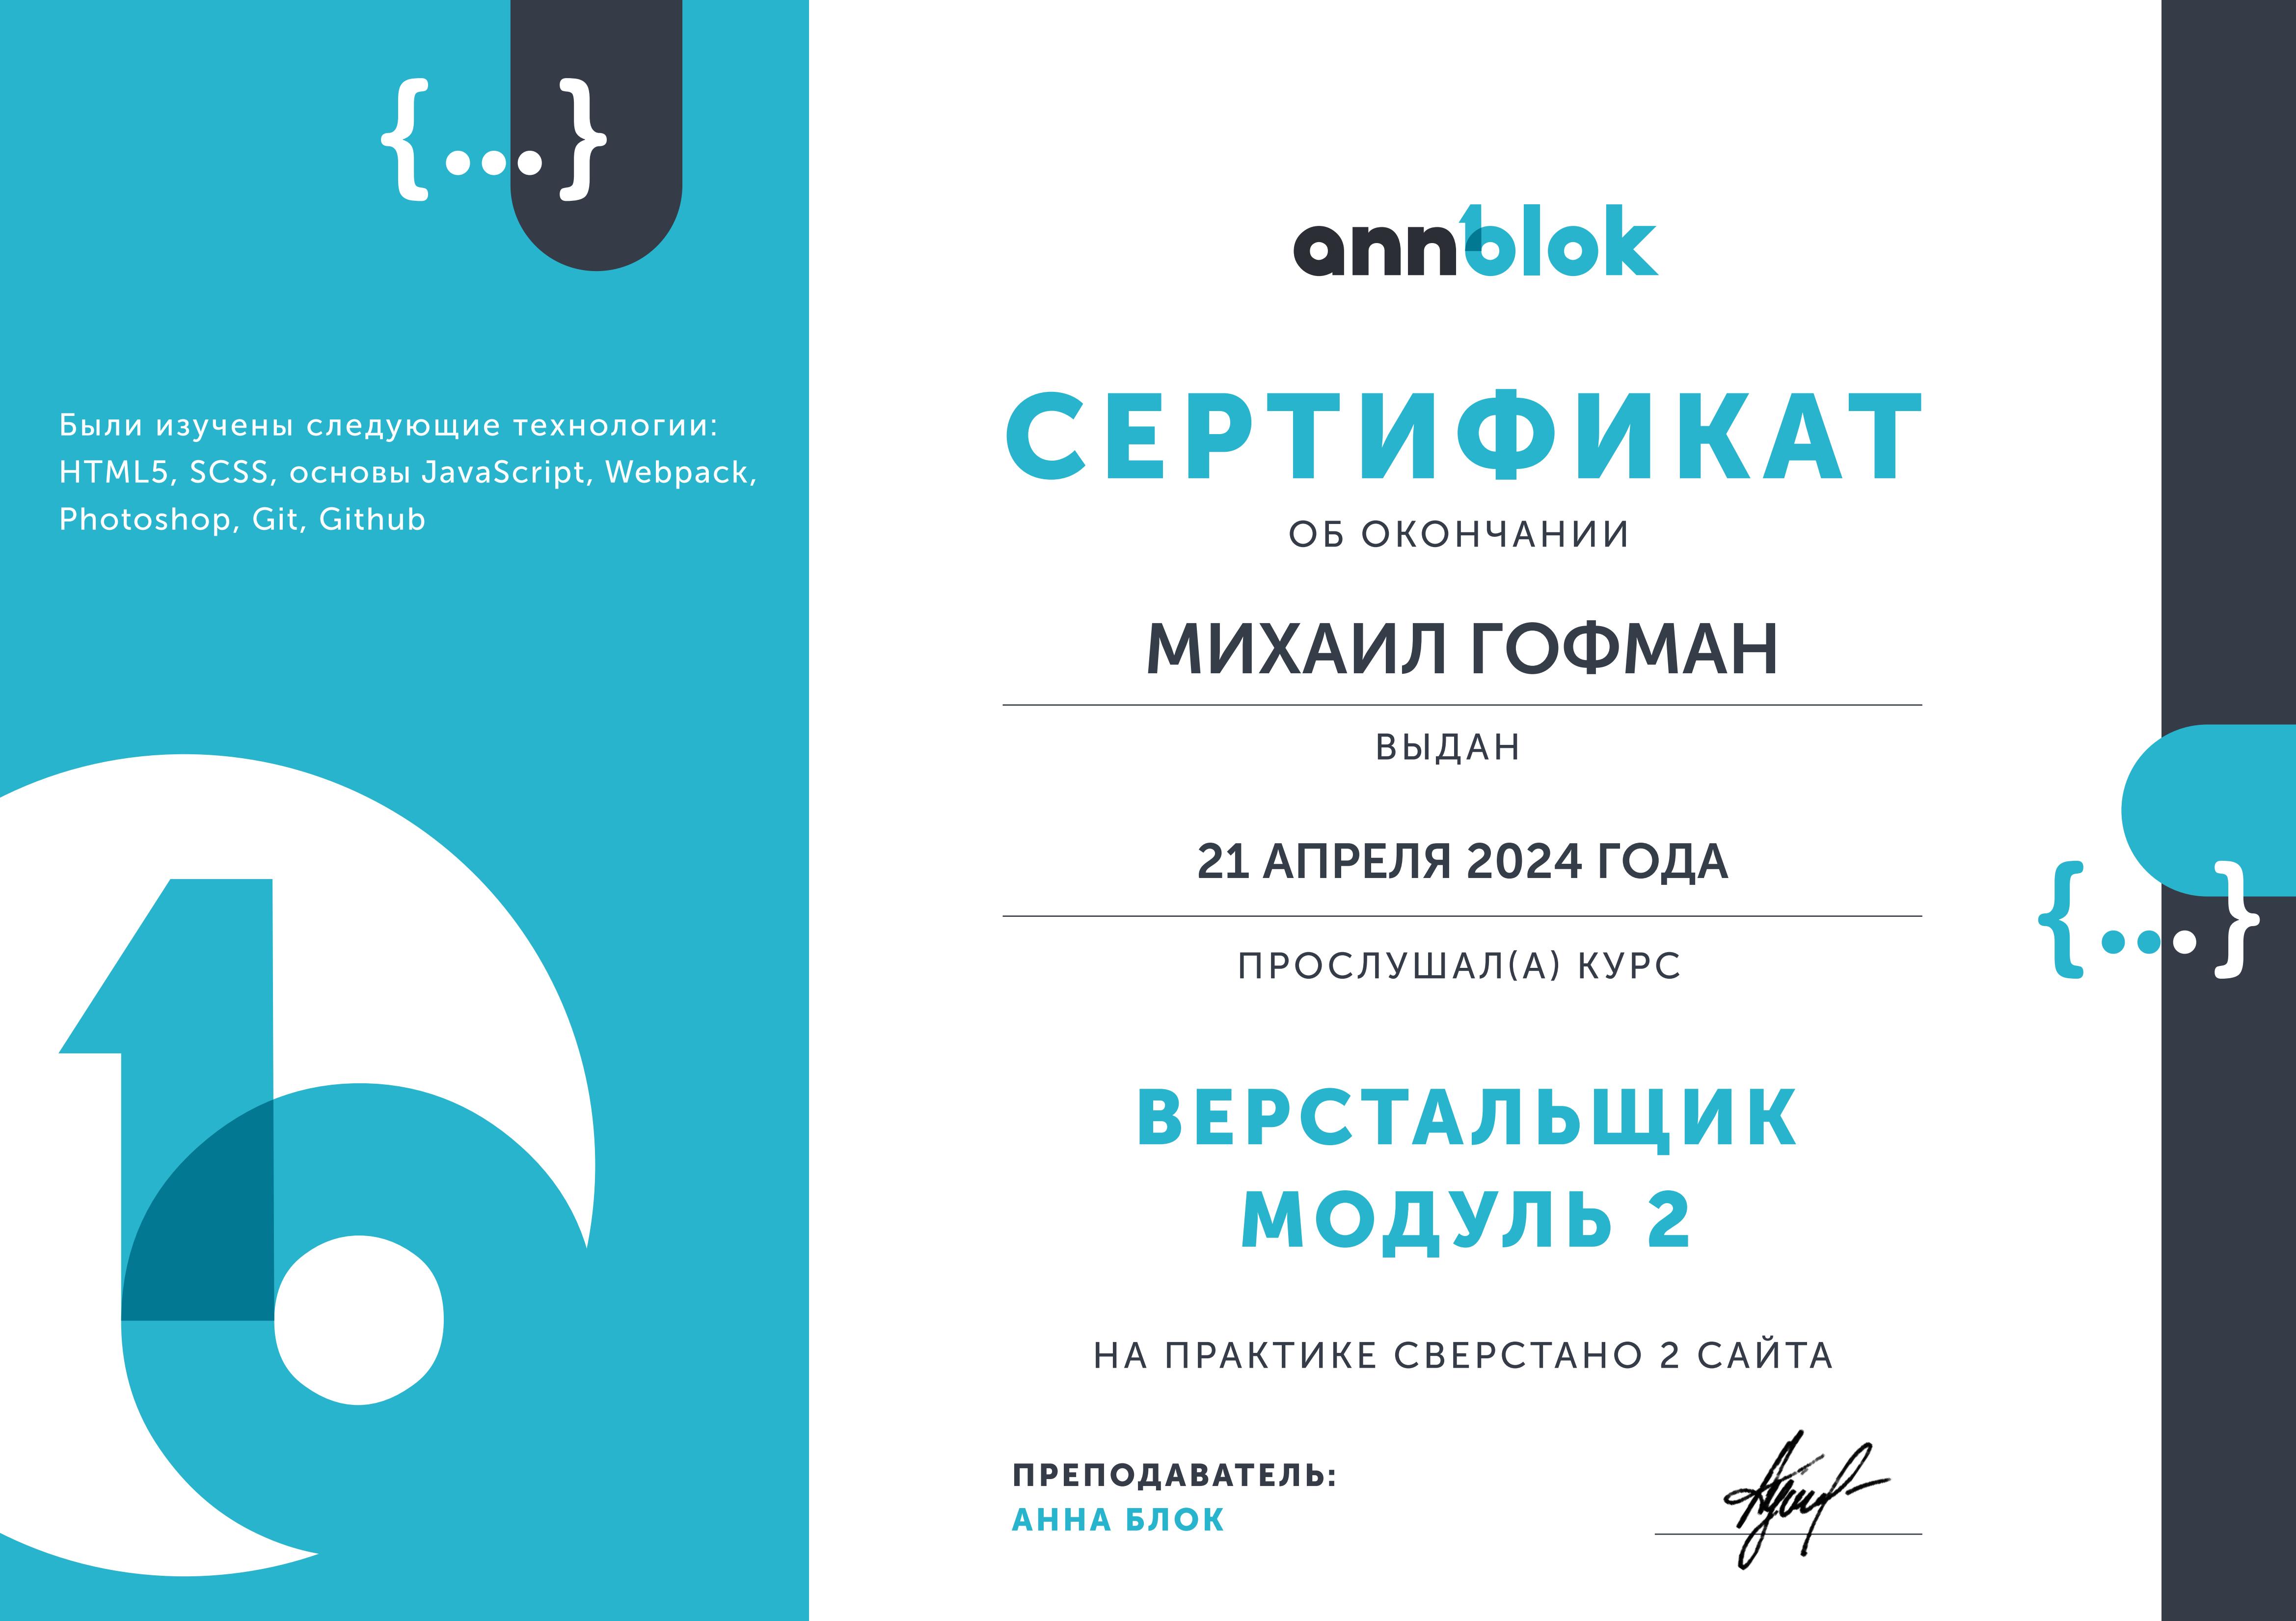 {...}
Были изучены следующие технологии:
HTML5, SCSS, основы JavaScript, Webpack,
Photoshop, Git, Github
annblok
СЕРТИФИКАТ
ОБ ОКОНЧАНИИ
МИХАИЛ ГОФМАН
ВЫДАН
21 АПРЕЛЯ 2024 ГОДА
ПРОСЛУШАЛ(А) КУРС
{...}
ВЕРСТАЛЬЩИК
МОДУЛЬ 2
НА ПРАКТИКЕ СВЕРСТАНО 2 САЙТА
ПРЕПОДАВАТЕЛЬ:
АННА БЛОК